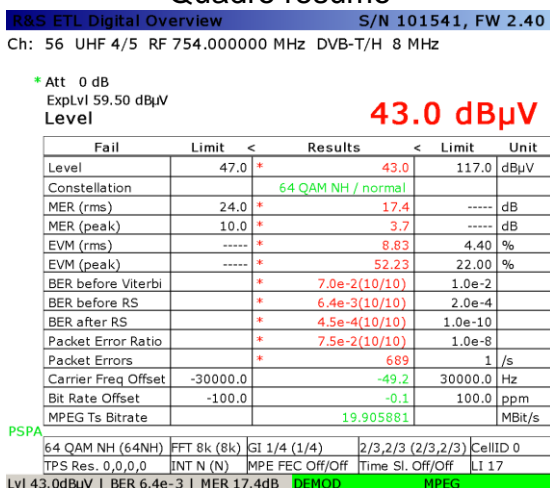 Quadro resumo
R&S ETL Digital Overview S/N 101541, FW 2.40
Ch: 56 UHF 4/5 RF 754.000000 MHz DVB-T/H 8 MHz
* Att 0 dB
ExpLvl 59.50 dBµV
Level 43.0 dBµV
Fail Limit < Results < Limit Unit
Level 47.0 * 43.0 117.0 dBµV
Constellation 64 QAM NH / normal
MER (rms) 24.0 * 17.4 ----- dB
MER (peak) 10.0 * 3.7 ----- dB
EVM (rms) ----- * 8.83 4.40 %
EVM (peak) ----- * 52.23 22.00 %
BER before Viterbi * 7.0e-2(10/10) 1.0e-2
BER before RS * 6.4e-3(10/10) 2.0e-4
BER after RS * 4.5e-4(10/10) 1.0e-10
Packet Error Ratio * 7.5e-2(10/10) 1.0e-8
Packet Errors * 689 1 /s
Carrier Freq Offset -30000.0 -49.2 30000.0 Hz
Bit Rate Offset -100.0 -0.1 100.0 ppm
MPEG Ts Bitrate 19.905881 MBit/s
PSPA
64 QAM NH (64NH) FFT 8k (8k) GI 1/4 (1/4) 2/3,2/3 (2/3,2/3) CellID 0
TPS Res. 0,0,0,0 INT N (N) MPE FEC Off/Off Time Sl. Off/Off LI 17
Lvl 43.0dBuV | BER 6.4e-3 | MER 17.4dB DEMOD MPEG